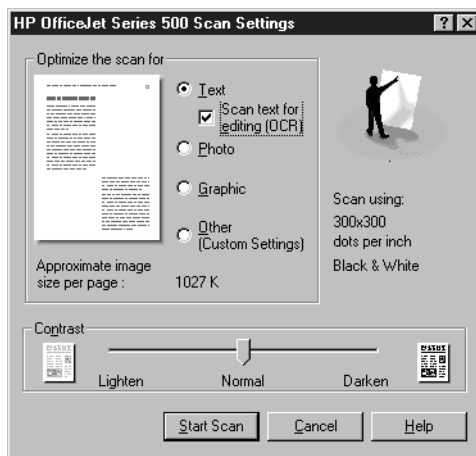 HP OfficeJet Series 500 Scan Settings
Optimize the scan for
Text
Scan text for
editing (OCR)
Photo
Graphic
Other
(Custom Settings)
Approximate image
size per page : 1027 K
Scan using:
300x300
dots per inch
Black & White
Contrast
Lighten Normal Darken
Start Scan Cancel Help